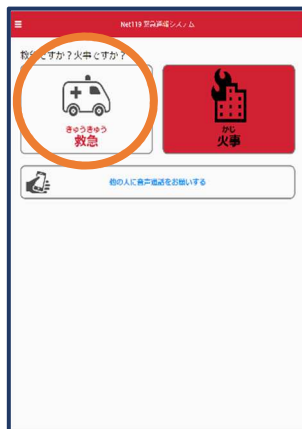 Net119 緊急通報システム
救急ですか？火事ですか？
きゅうきゅう
救急
かじ
火事
他の人に音声通話をお願いする